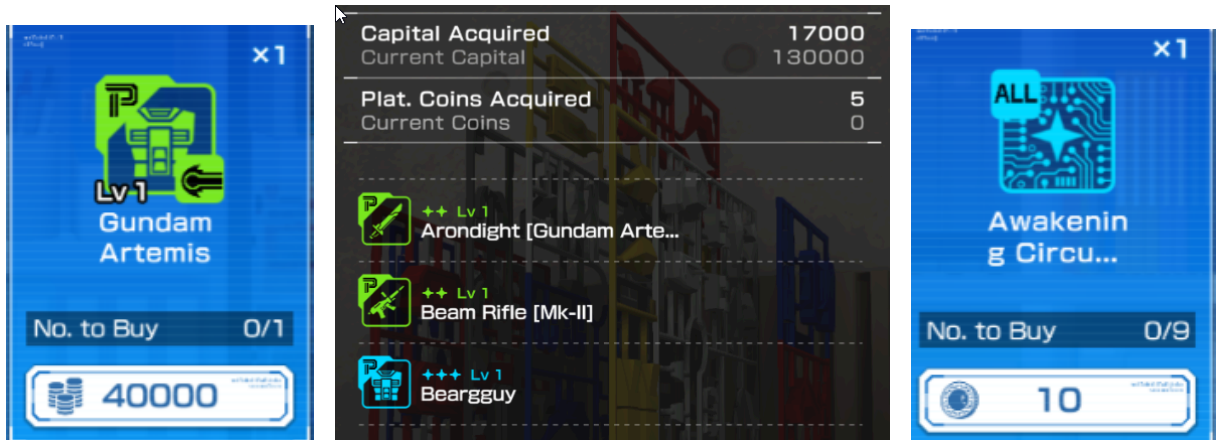 ×1
P
Lv 1
Gundam
Artemis
No. to Buy 0/1
40000
Capital Acquired 17000
Current Capital 130000
Plat. Coins Acquired 5
Current Coins 0
P
Lv 1
Arondight [Gundam Arte...
P
Lv 1
Beam Rifle [Mk-II]
P
Lv 1
Beargguy
×1
ALL
Awakenin
g Circu...
No. to Buy 0/9
10